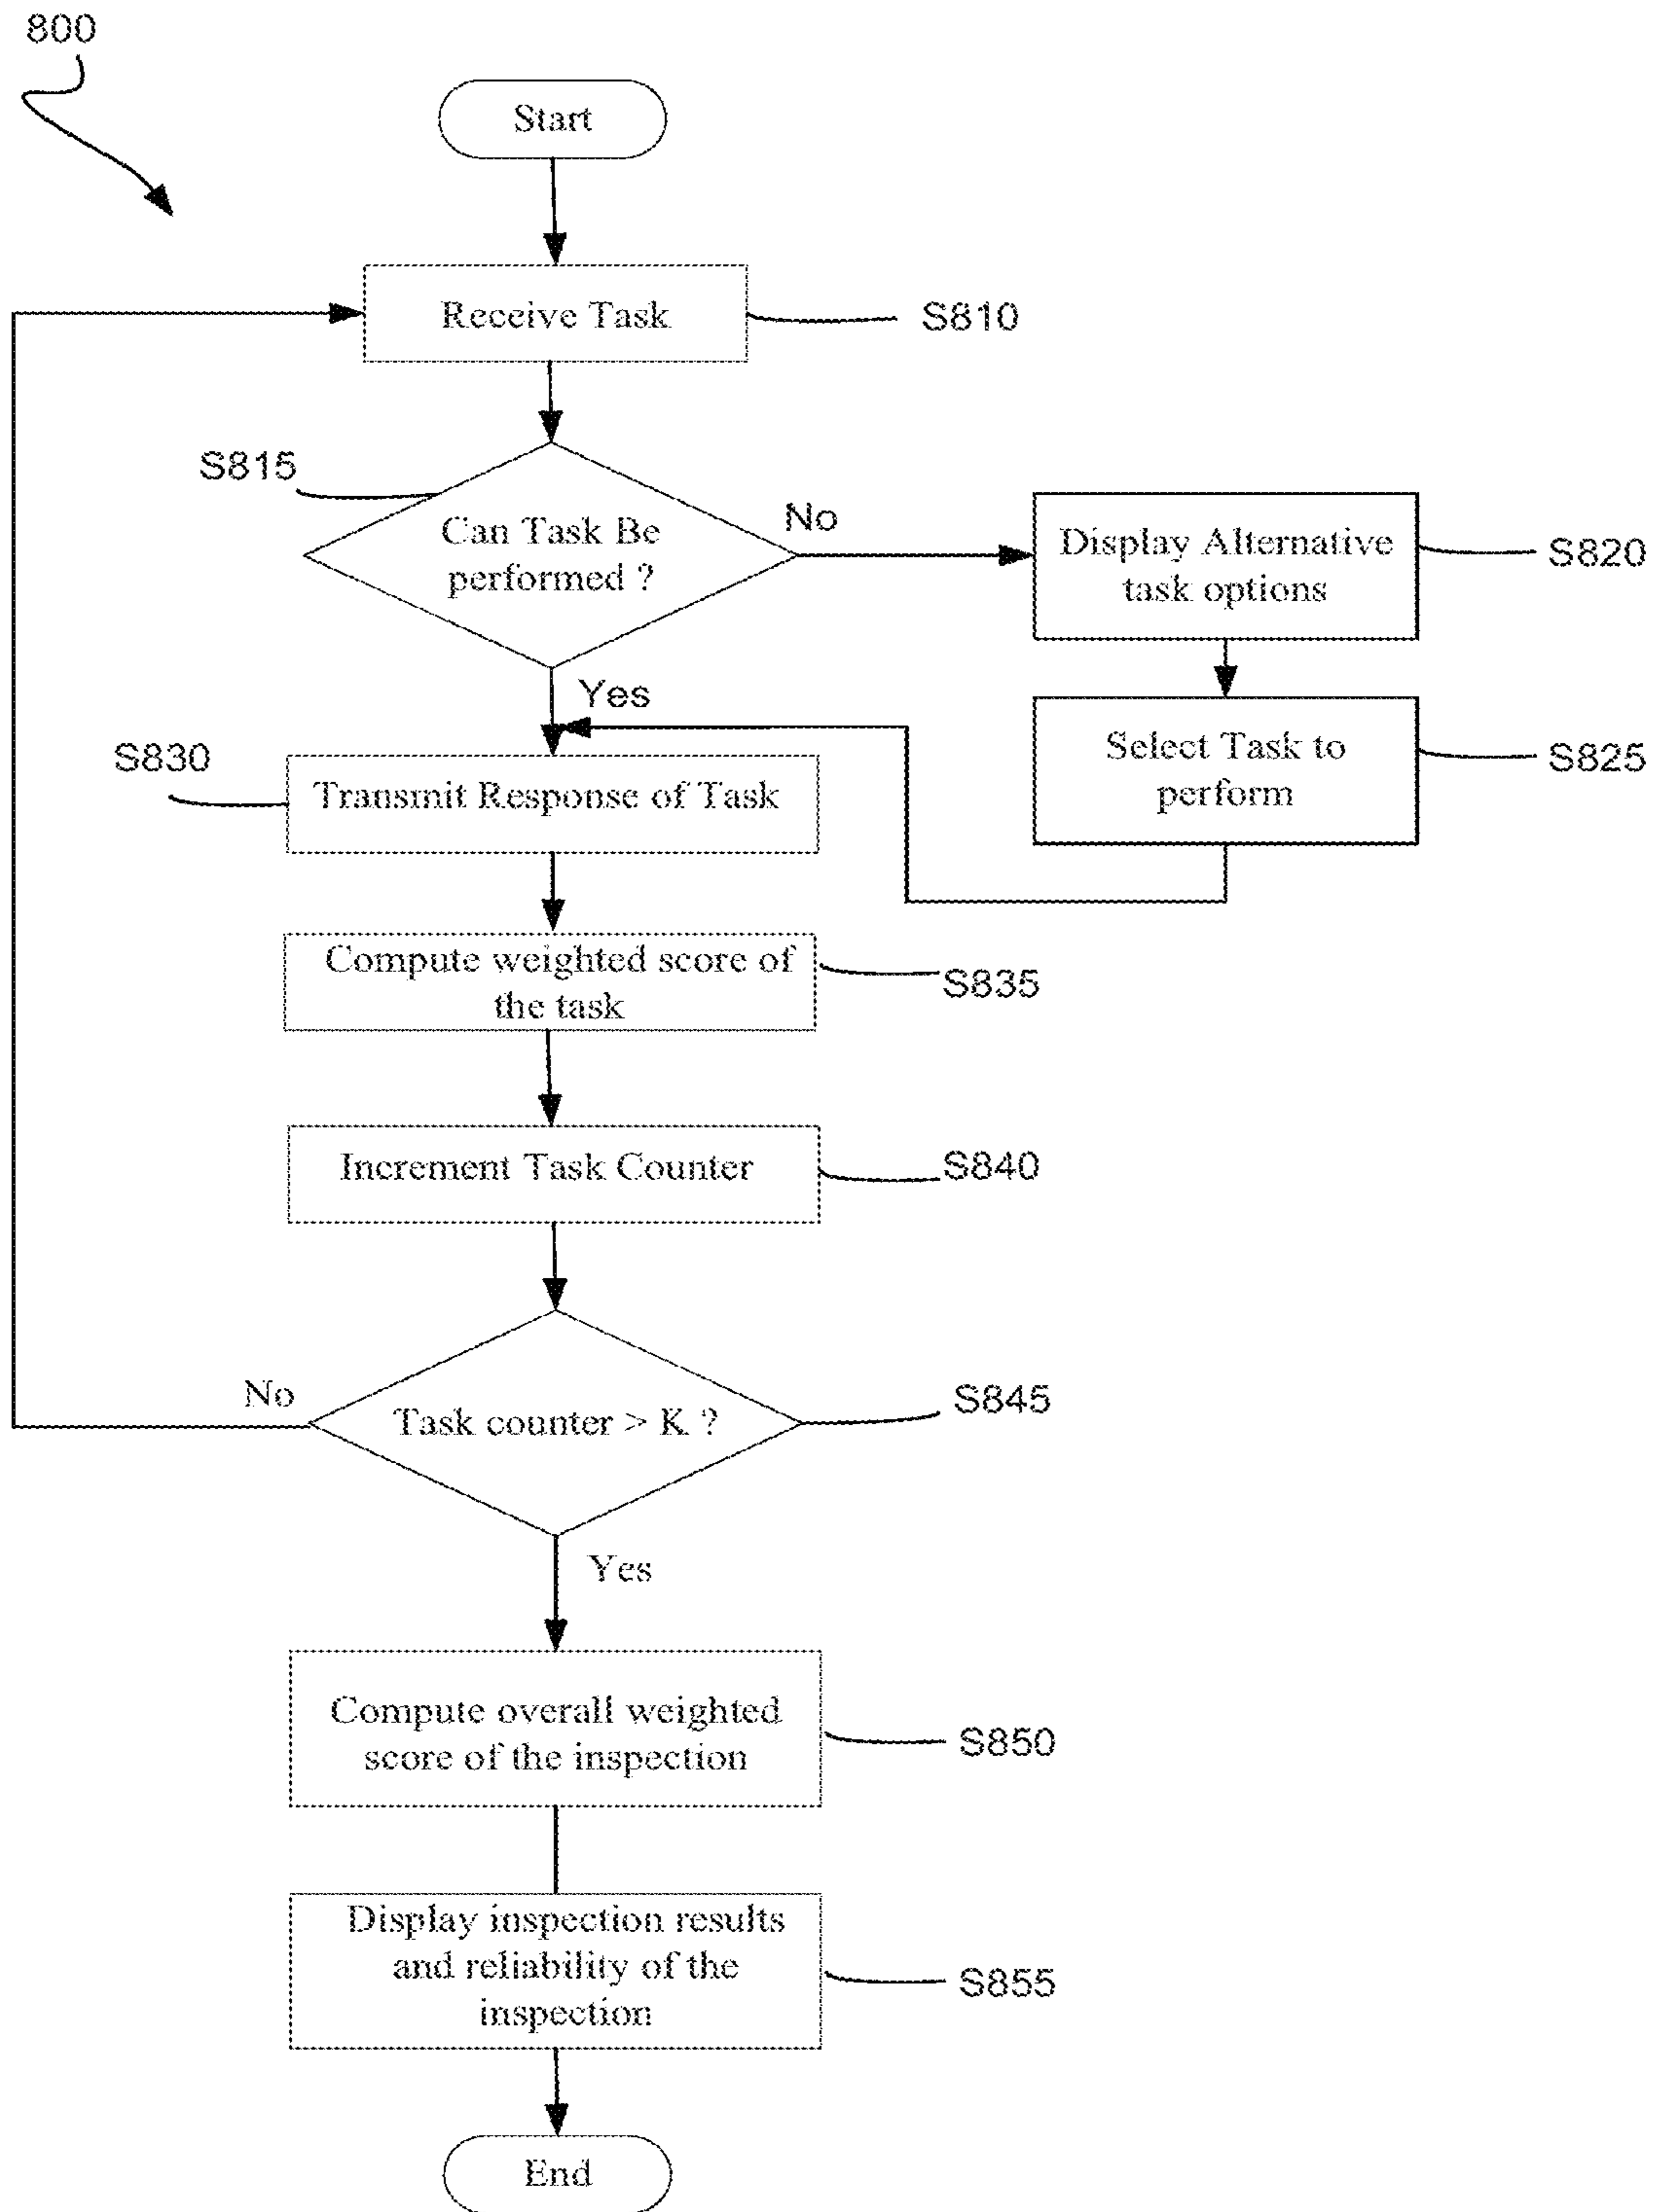 800
Start
Receive Task
S810
S815
Can Task Be
performed ?
No
Display Alternative
task options
S820
Yes
Select Task to
perform
S825
S830
Transmit Response of Task
Compute weighted score of
the task
S835
Increment Task Counter
S840
No
Task counter > K ?
S845
Yes
Compute overall weighted
score of the inspection
S850
Display inspection results
and reliability of the
inspection
S855
End